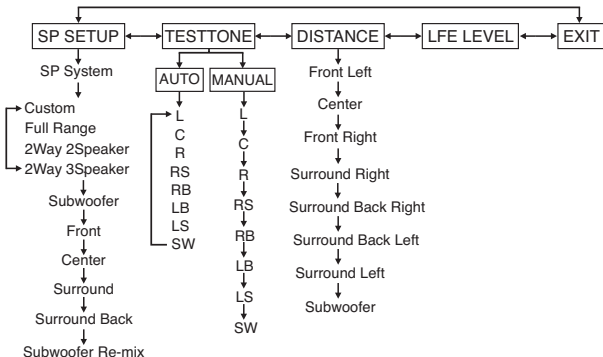 SP SETUP
TESTTONE
DISTANCE
LFE LEVEL
EXIT
SP System
Custom
Full Range
2Way 2Speaker
2Way 3Speaker
Subwoofer
Front
Center
Surround
Surround Back
Subwoofer Re-mix
AUTO
L
C
R
RS
RB
LB
LS
SW
MANUAL
L
C
R
RS
RB
LB
LS
SW
Front Left
Center
Front Right
Surround Right
Surround Back Right
Surround Back Left
Surround Left
Subwoofer